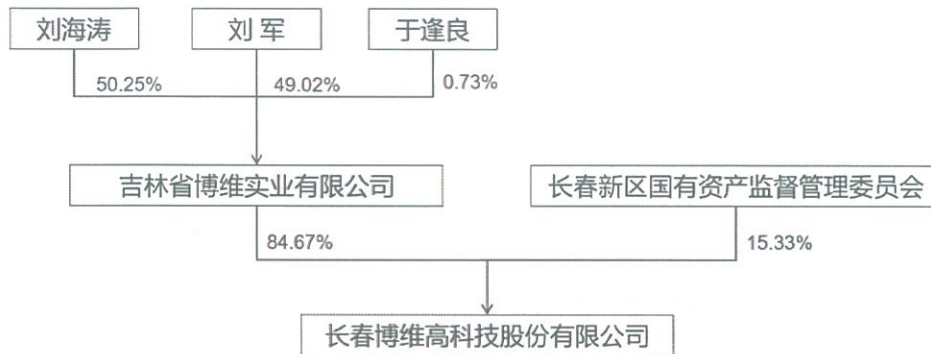 刘海涛
刘 军
于逢良
50.25%
49.02%
0.73%
吉林省博维实业有限公司
长春新区国有资产监督管理委员会
84.67%
15.33%
长春博维高科技股份有限公司